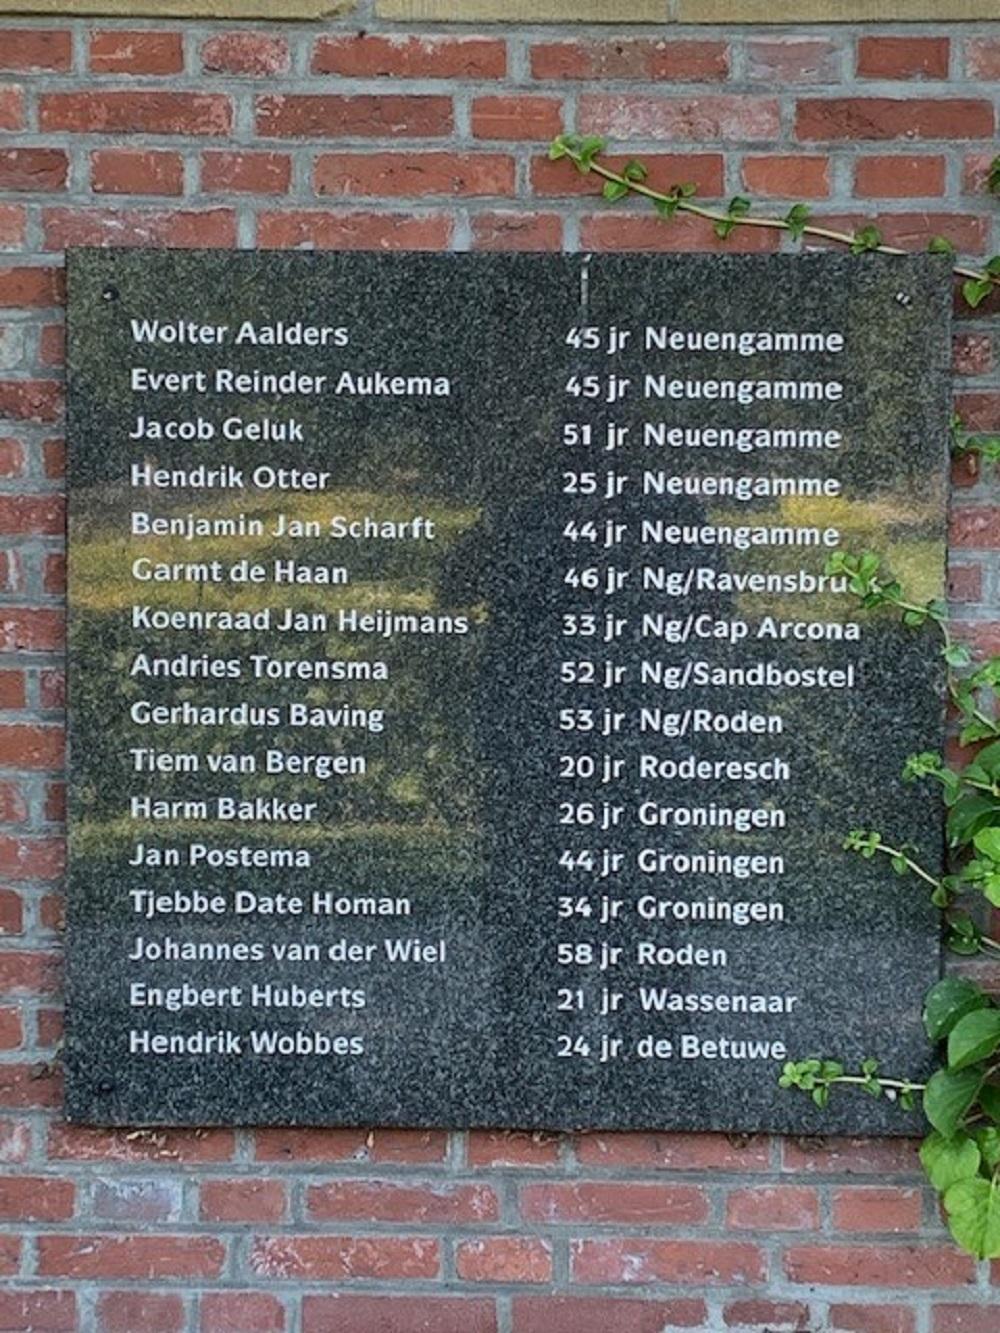 Wolter Aalders 45 jr Neuengamme
Evert Reinder Aukema 45 jr Neuengamme
Jacob Geluk 51 jr Neuengamme
Hendrik Otter 25 jr Neuengamme
Benjamin Jan Scharft 44 jr Neuengamme
Garmt de Haan 46 jr Ng/Ravensbruck
Koenraad Jan Heijmans 33 jr Ng/Cap Arcona
Andries Torensma 52 jr Ng/Sandbostel
Gerhardus Baving 53 jr Ng/Roden
Tiem van Bergen 20 jr Roderesch
Harm Bakker 26 jr Groningen
Jan Postema 44 jr Groningen
Tjebbe Date Homan 34 jr Groningen
Johannes van der Wiel 58 jr Roden
Engbert Huberts 21 jr Wassenaar
Hendrik Wobbes 24 jr de Betuwe